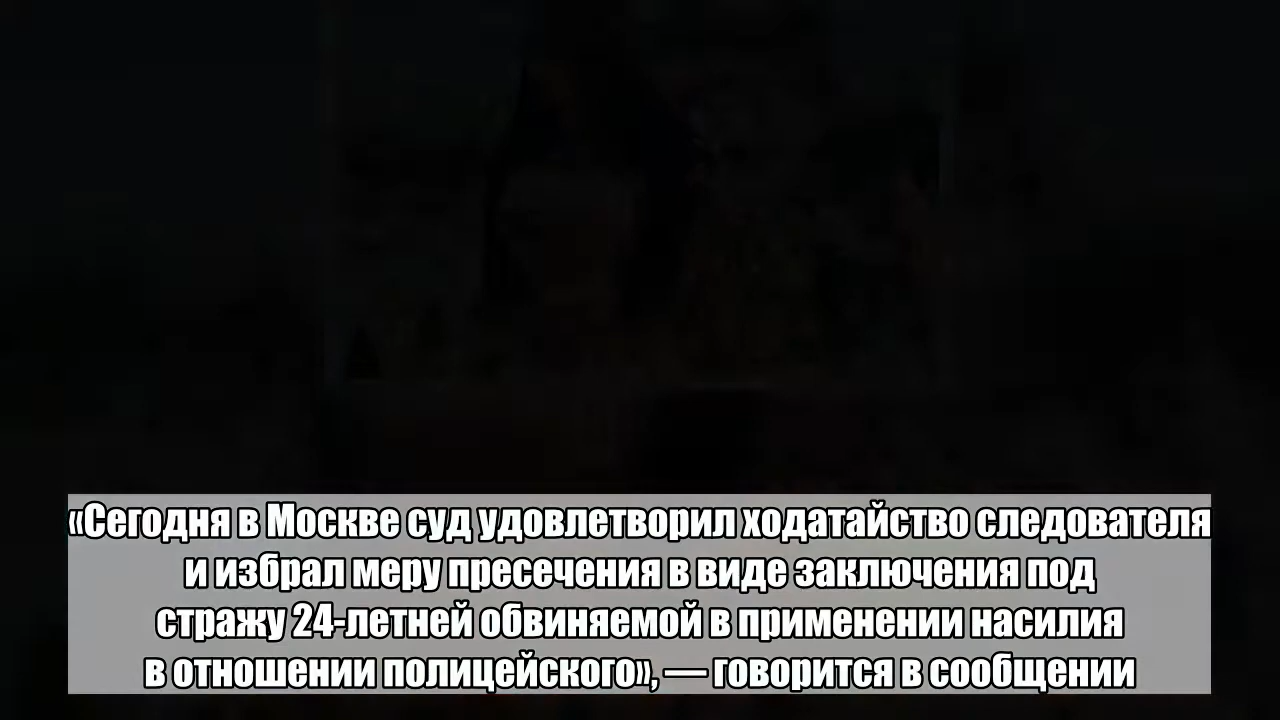 «Сегодня в Москве суд удовлетворил ходатайство следователя
и избрал меру пресечения в виде заключения под
стражу 24-летней обвиняемой в применении насилия
в отношении полицейского», — говорится в сообщении